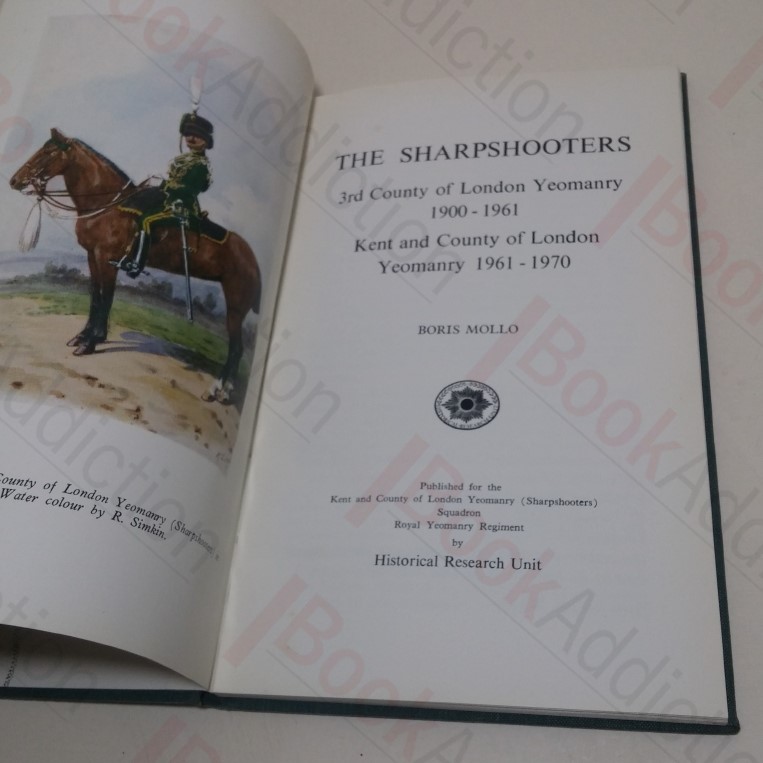 County of London Yeomanry (Sharpshooters)
Water colour by R. Simkin.
THE SHARPSHOOTERS
3rd County of London Yeomanry
1900 - 1961
Kent and County of London
Yeomanry 1961 - 1970
BORIS MOLLO
Published for the
Kent and County of London Yeomanry (Sharpshooters)
Squadron
Royal Yeomanry Regiment
by
Historical Research Unit
BookAddiction